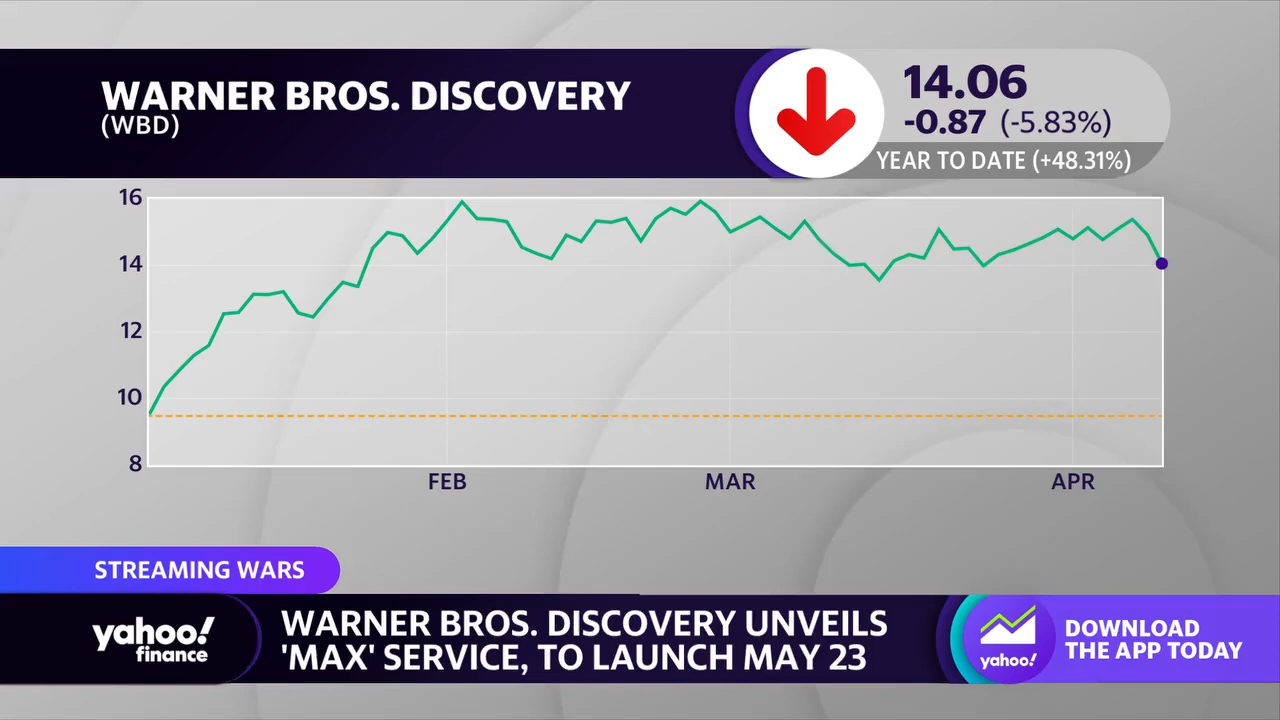 WARNER BROS. DISCOVERY
(WBD)
14.06
-0.87 (-5.83%)
YEAR TO DATE (+48.31%)
16
14
12
10
8
FEB MAR APR
STREAMING WARS
yahoo!
finance
WARNER BROS. DISCOVERY UNVEILS
'MAX' SERVICE, TO LAUNCH MAY 23
yahoo!
DOWNLOAD
THE APP TODAY